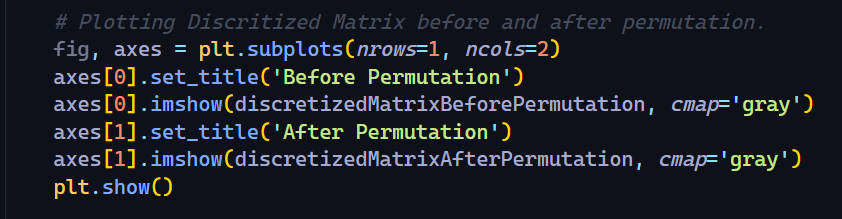 # Plotting Discritized Matrix before and after permutation.
fig, axes = plt.subplots(nrows=1, ncols=2)
axes[0].set_title('Before Permutation')
axes[0].imshow(discretizedMatrixBeforePermutation, cmap='gray')
axes[1].set_title('After Permutation')
axes[1].imshow(discretizedMatrixAfterPermutation, cmap='gray')
plt.show()